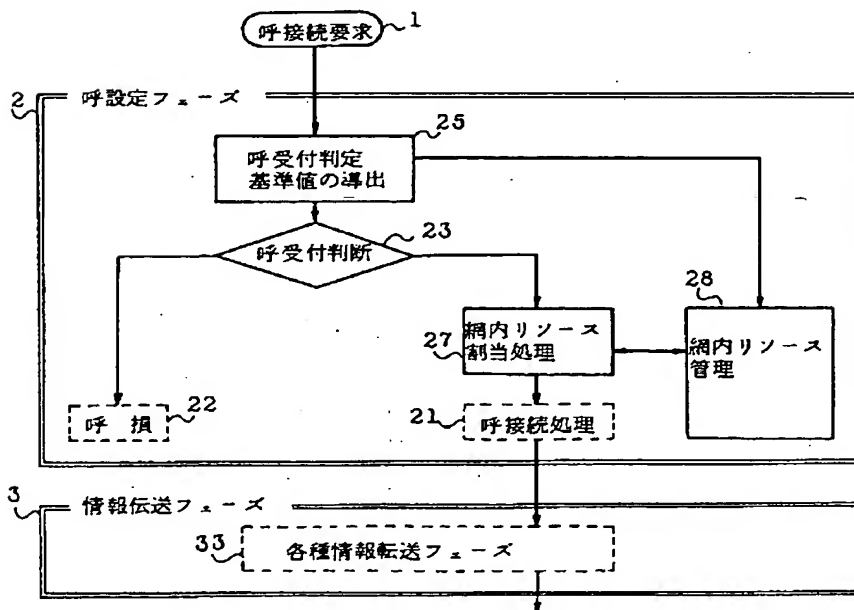 呼接続要求
1
2
呼設定フェーズ
25
呼受付判定
基準値の導出
23
呼受付判断
28
網内リソース
割当処理
27
網内リソース
管理
呼 損
22
21
呼接続処理
3
情報伝送フェーズ
33
各種情報転送フェーズ